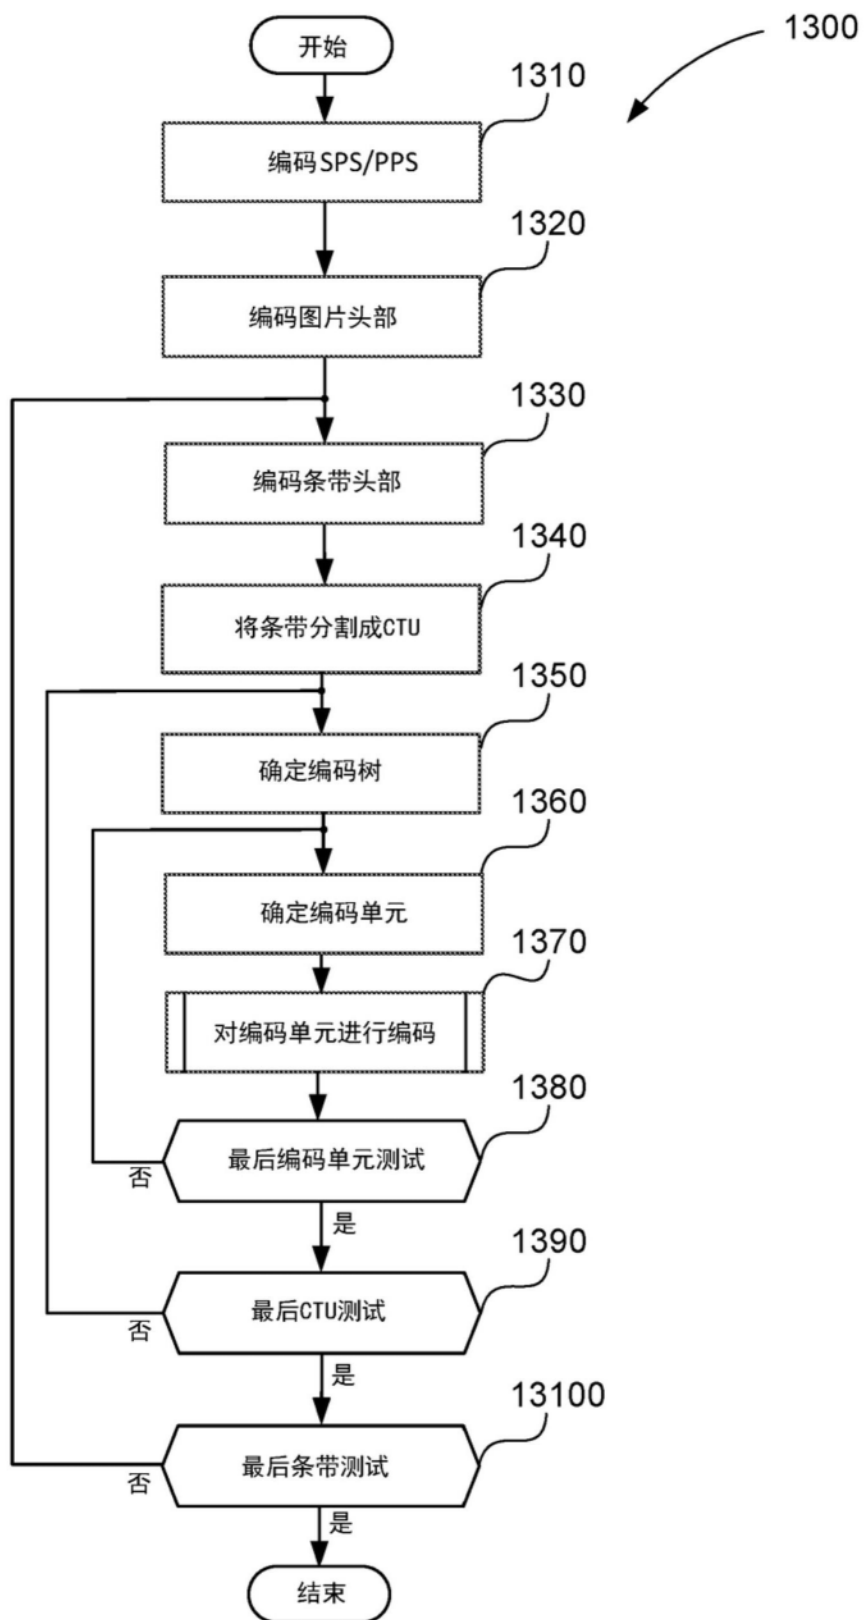 开始
1300
1310
编码SPS/PPS
1320
编码图片头部
1330
编码条带头部
1340
将条带分割成CTU
1350
确定编码树
1360
确定编码单元
1370
对编码单元进行编码
1380
最后编码单元测试
否
是
1390
最后CTU测试
否
是
13100
最后条带测试
否
是
结束